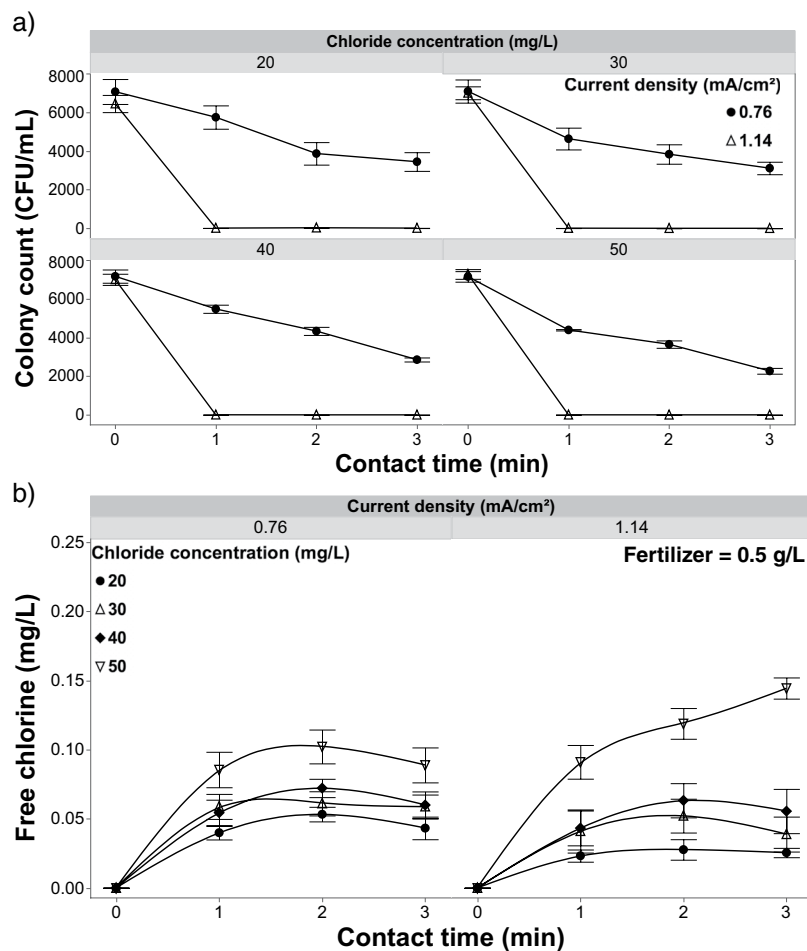 a)
Chloride concentration (mg/L)
20 30
Current density (mA/cm²)
0.76
1.14
8000
6000
4000
2000
0
40 50
8000
6000
4000
2000
0
Colony count (CFU/mL)
0 1 2 3 0 1 2 3
Contact time (min)
b)
Current density (mA/cm²)
0.76 1.14
Chloride concentration (mg/L)
20
30
40
50
Fertilizer = 0.5 g/L
0.25
0.20
0.15
0.10
0.05
0.00
Free chlorine (mg/L)
0 1 2 3 0 1 2 3
Contact time (min)